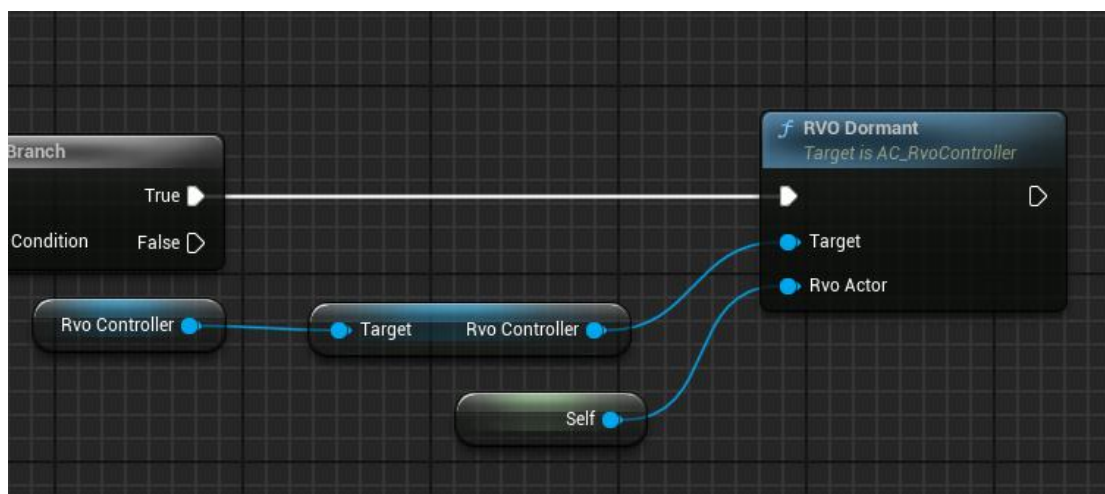 Branch
True
Condition
False
Rvo Controller
Target
Rvo Controller
Self
f RVO Dormant
Target is AC_RvoController
Target
Rvo Actor